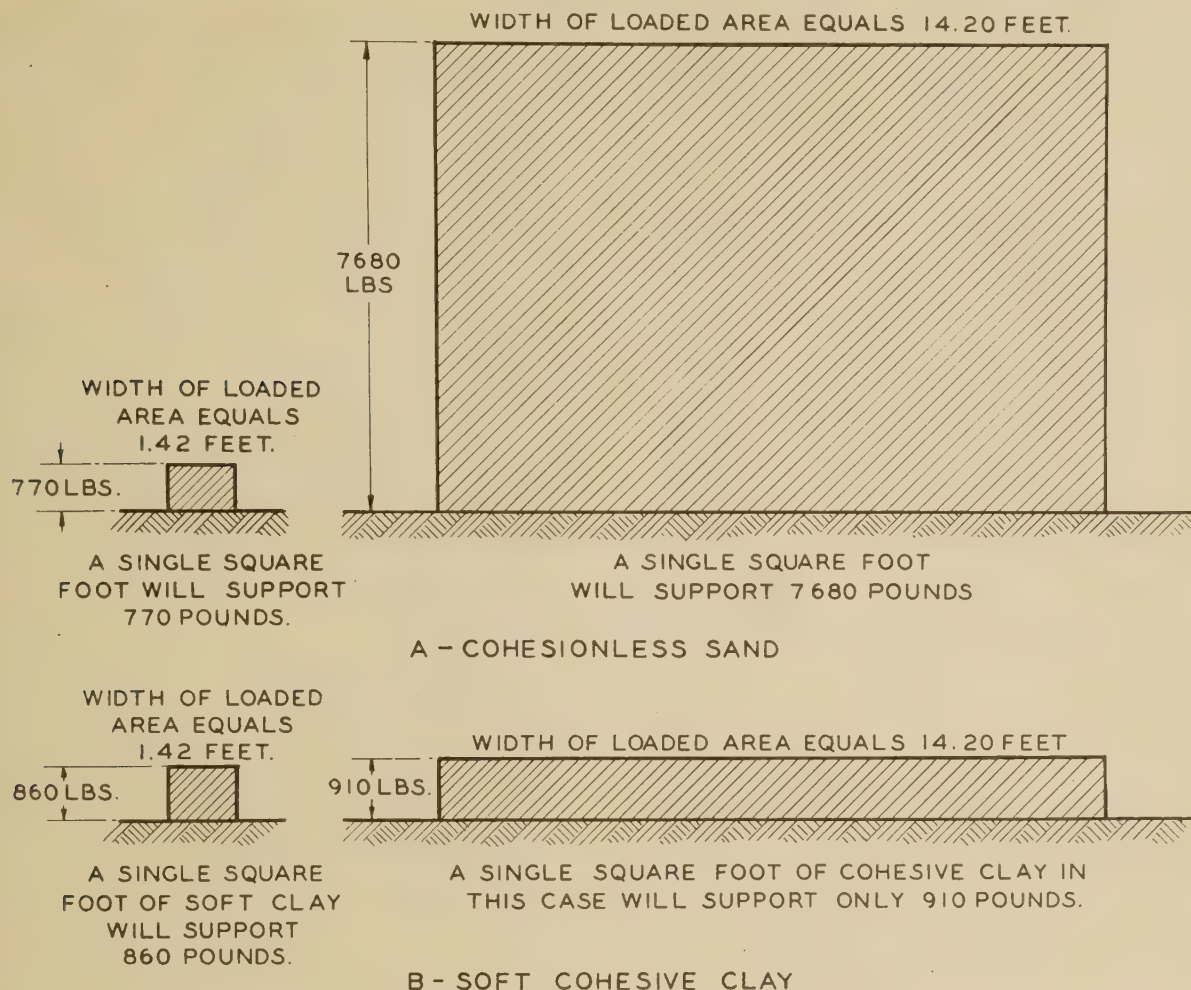 WIDTH OF LOADED AREA EQUALS 14.20 FEET.
7680
LBS
WIDTH OF LOADED
AREA EQUALS
1.42 FEET.
770 LBS.
A SINGLE SQUARE
FOOT WILL SUPPORT
770 POUNDS.
A SINGLE SQUARE FOOT
WILL SUPPORT 7680 POUNDS
A - COHESIONLESS SAND
WIDTH OF LOADED
AREA EQUALS
1.42 FEET.
860 LBS.
WIDTH OF LOADED AREA EQUALS 14.20 FEET
910 LBS.
A SINGLE SQUARE
FOOT OF SOFT CLAY
WILL SUPPORT
860 POUNDS.
A SINGLE SQUARE FOOT OF COHESIVE CLAY IN
THIS CASE WILL SUPPORT ONLY 910 POUNDS.
B - SOFT COHESIVE CLAY